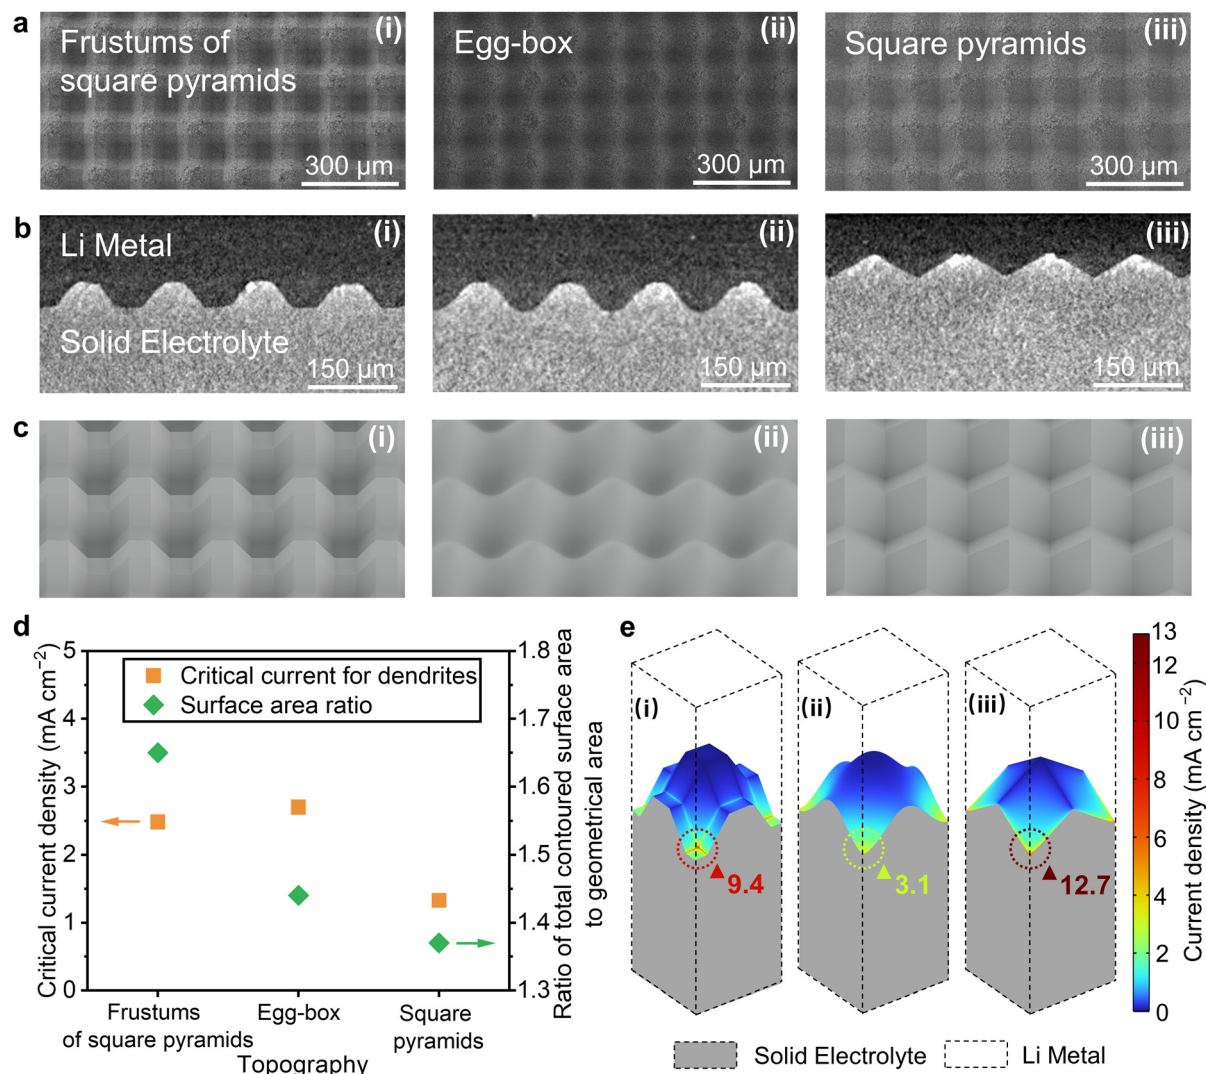 a
Frustums of
square pyramids
(i)
300 µm
Egg-box
(ii)
300 µm
Square pyramids
(iii)
300 µm
b
Li Metal
(i)
Solid Electrolyte
150 µm
(ii)
150 µm
(iii)
150 µm
c
(i)
(ii)
(iii)
d
Critical current density (mA cm⁻²)
5
4
3
2
1
0
Critical current for dendrites
Surface area ratio
1.8
1.7
1.6
1.5
1.4
1.3
Ratio of total contoured surface area
to geometrical area
Frustums
of square pyramids
Egg-box
Square
pyramids
Topography
e
(i)
9.4
(ii)
3.1
(iii)
12.7
13
12
10
8
6
4
2
0
Current density (mA cm⁻²)
Solid Electrolyte
Li Metal